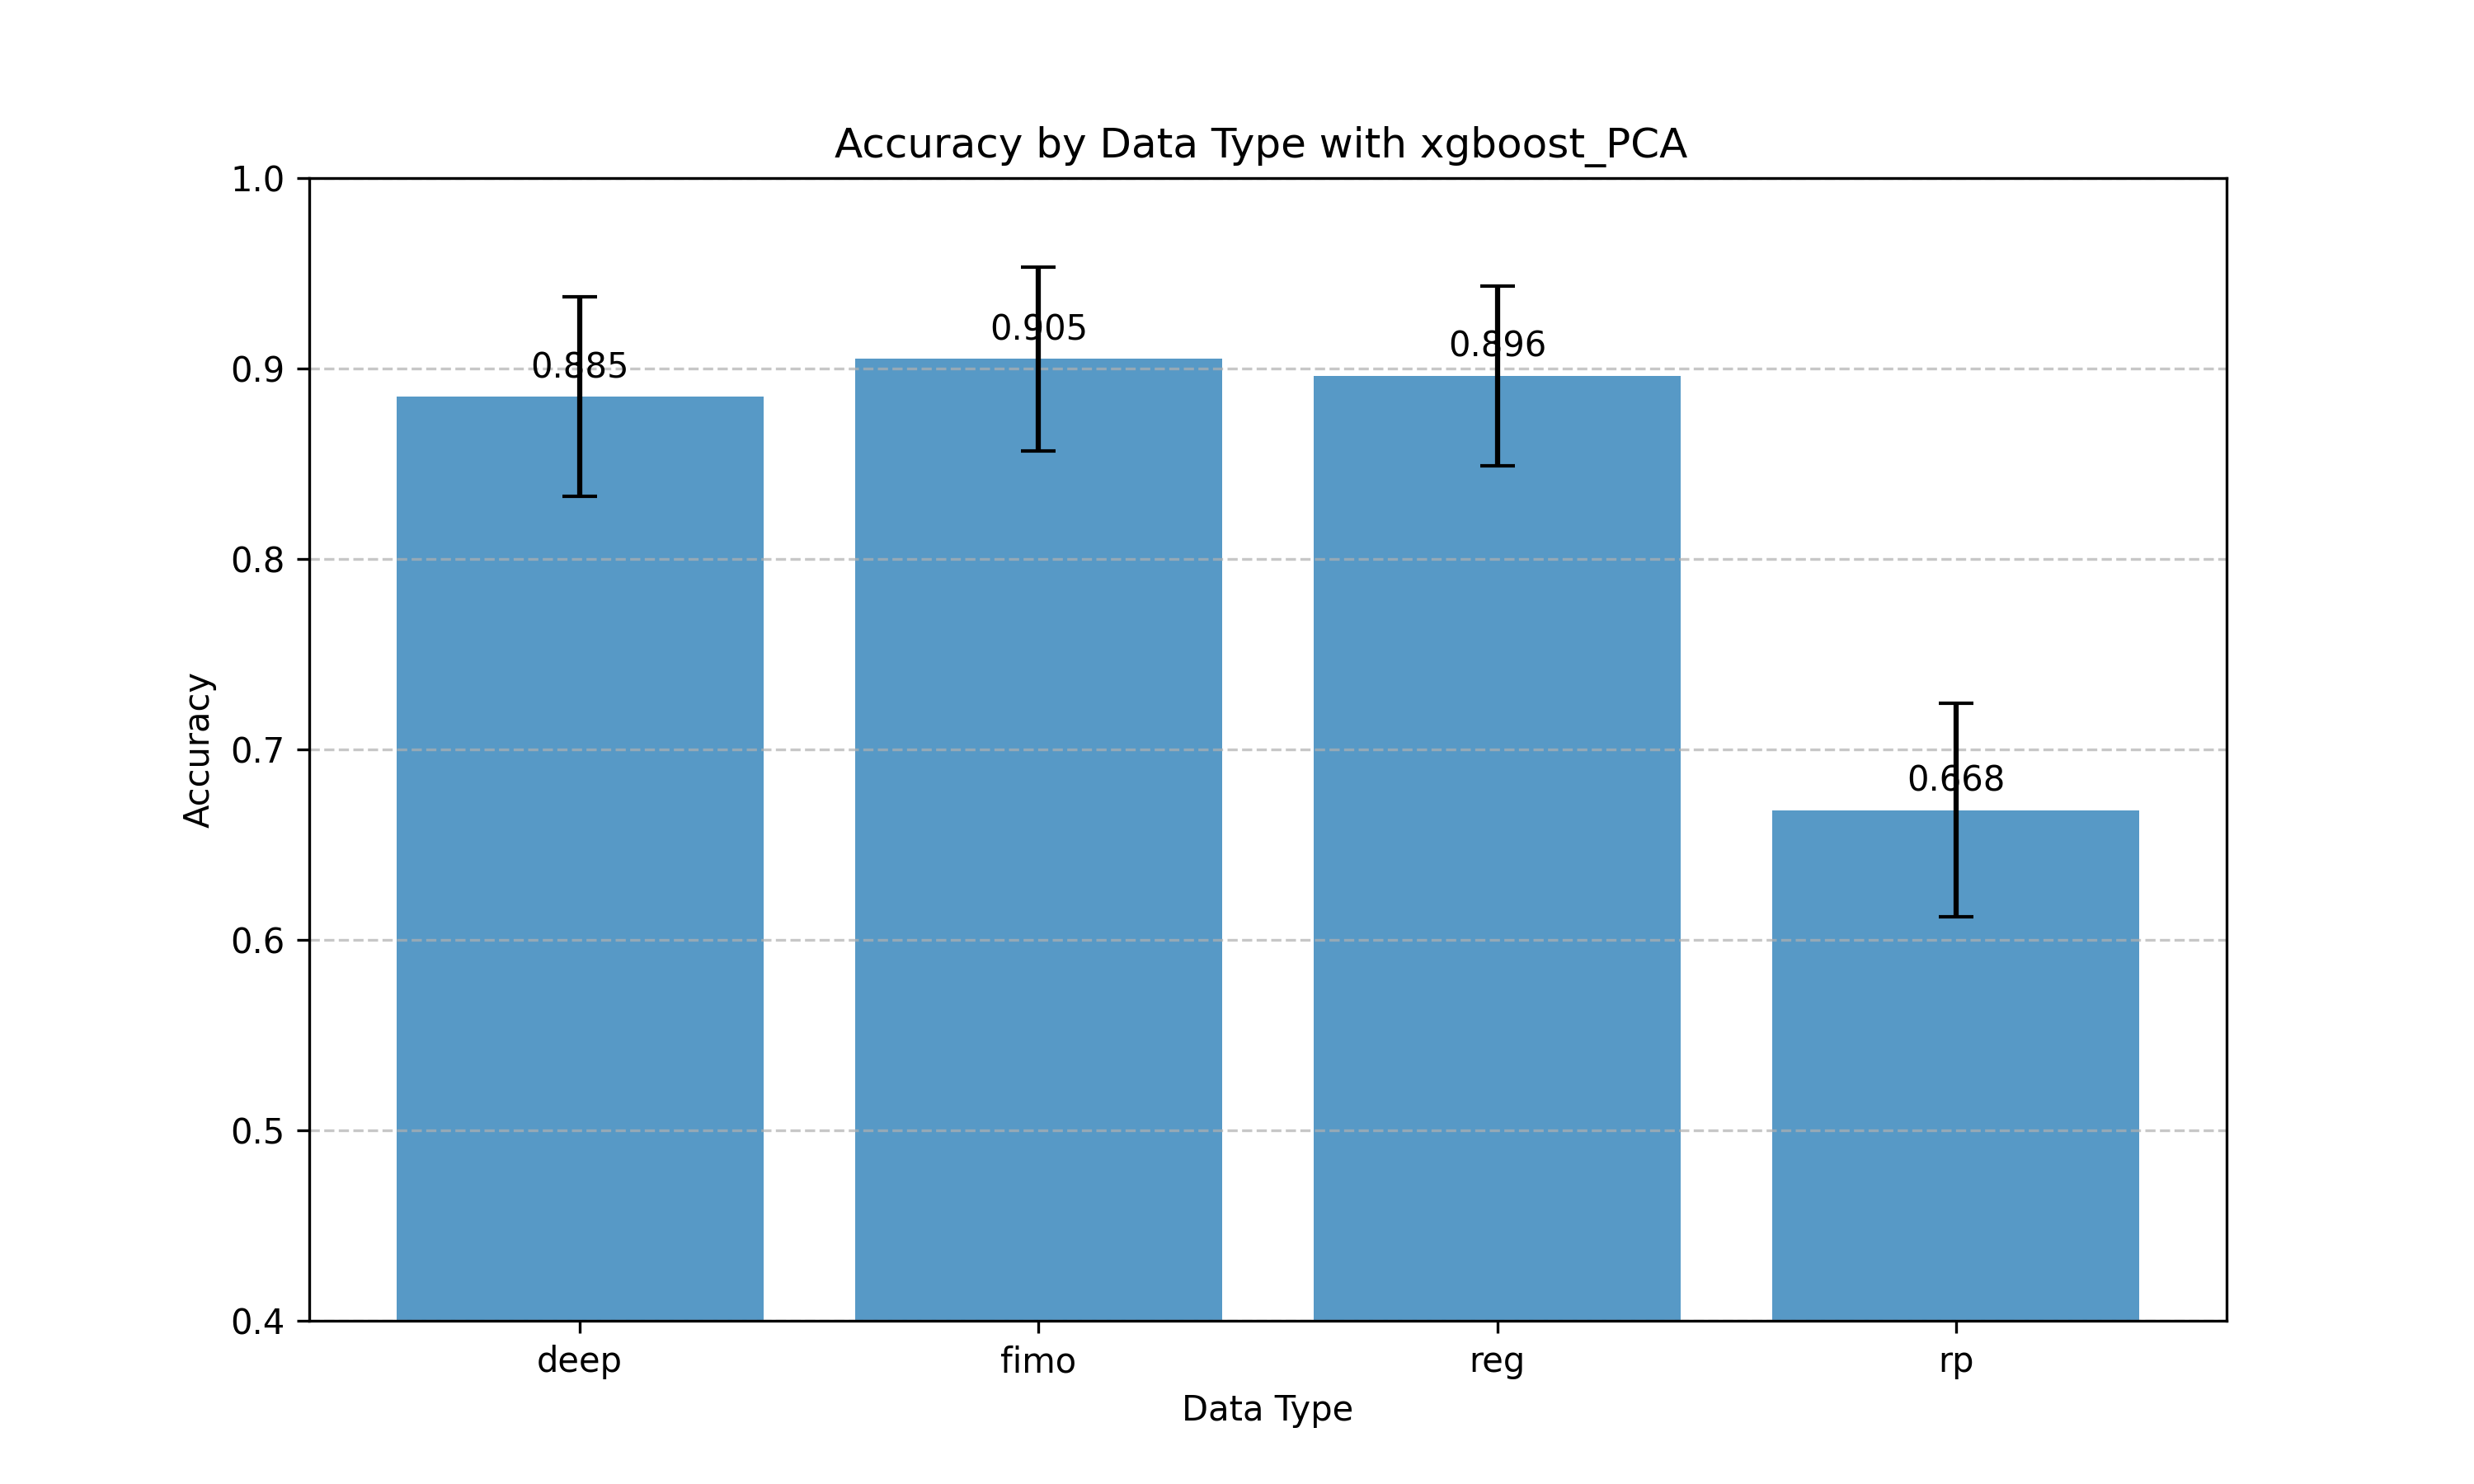 Accuracy by Data Type with xgboost_PCA
1.0
0.9
0.8
0.7
0.6
0.5
0.4
Accuracy
0.885
0.905
0.896
0.668
deep
fimo
reg
rp
Data Type